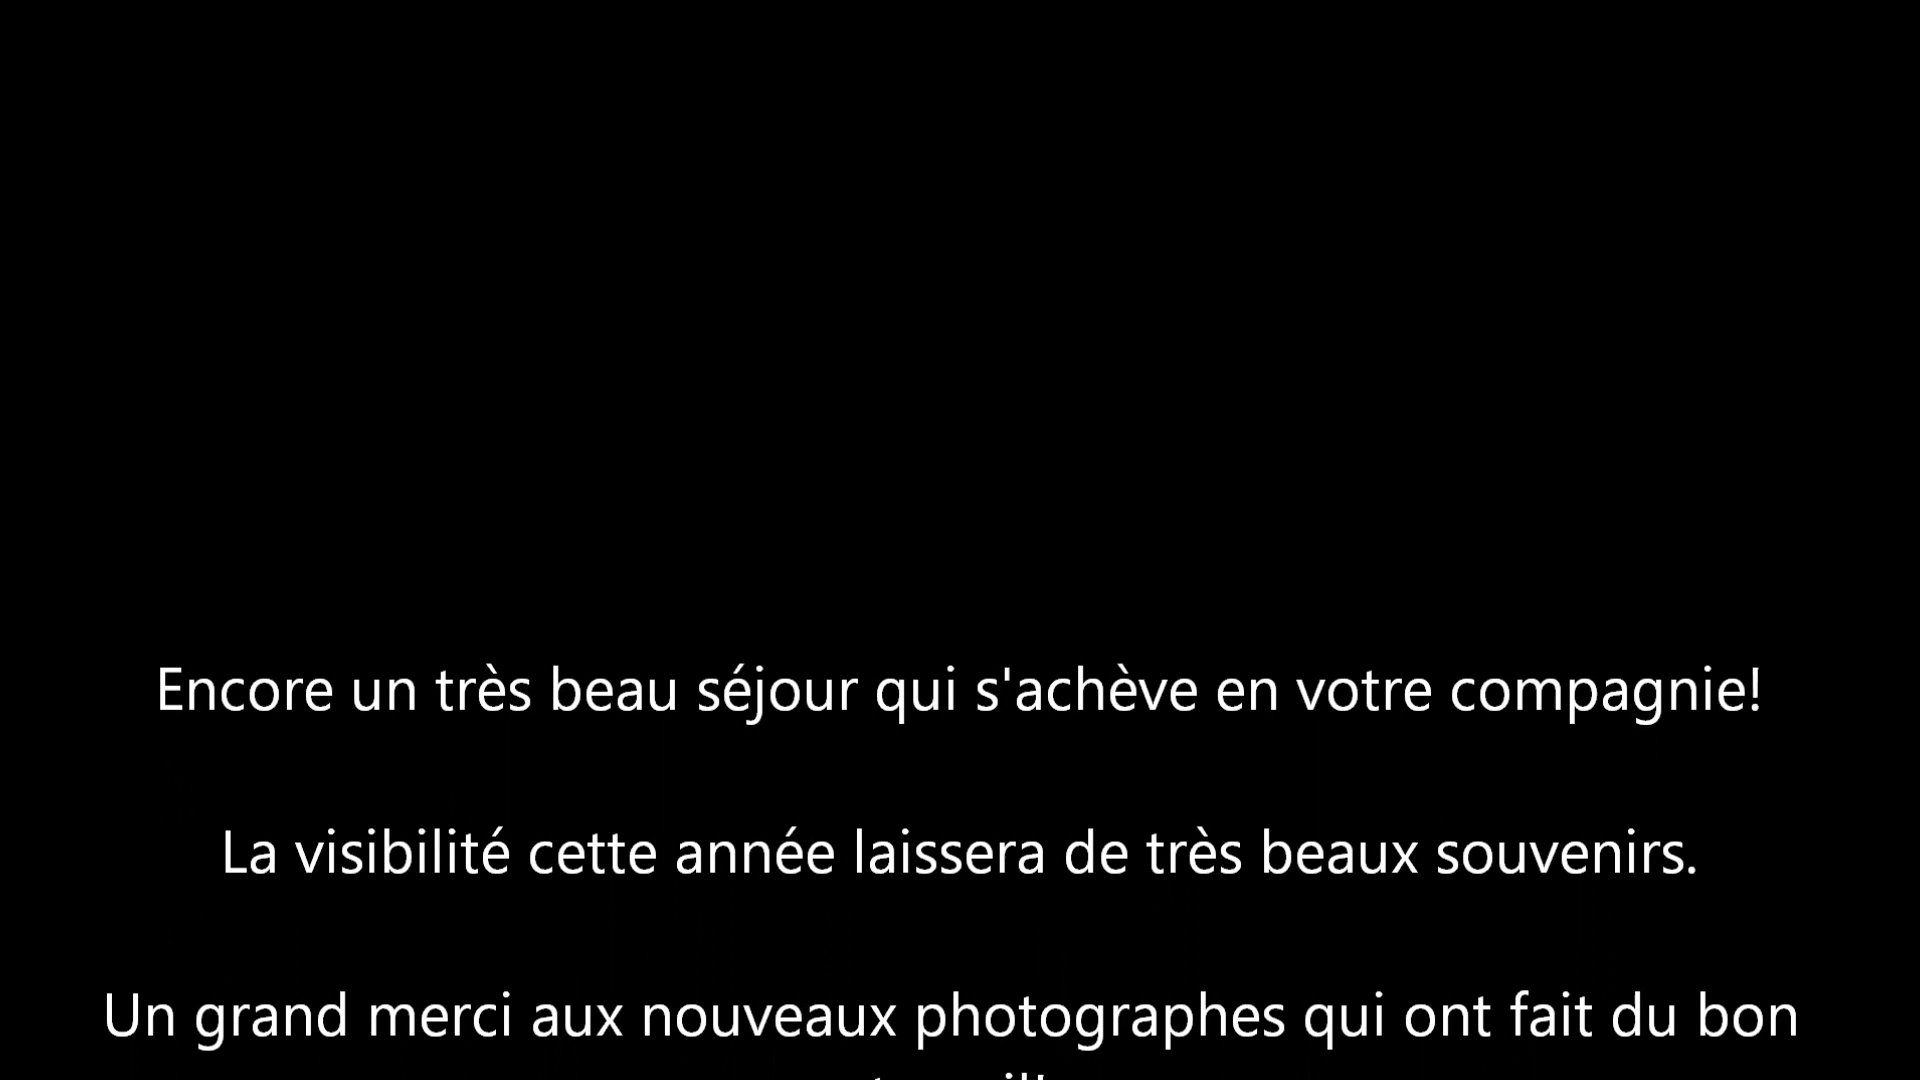 Encore un très beau séjour qui s'achève en votre compagnie!
La visibilité cette année laissera de très beaux souvenirs.
Un grand merci aux nouveaux photographes qui ont fait du bon